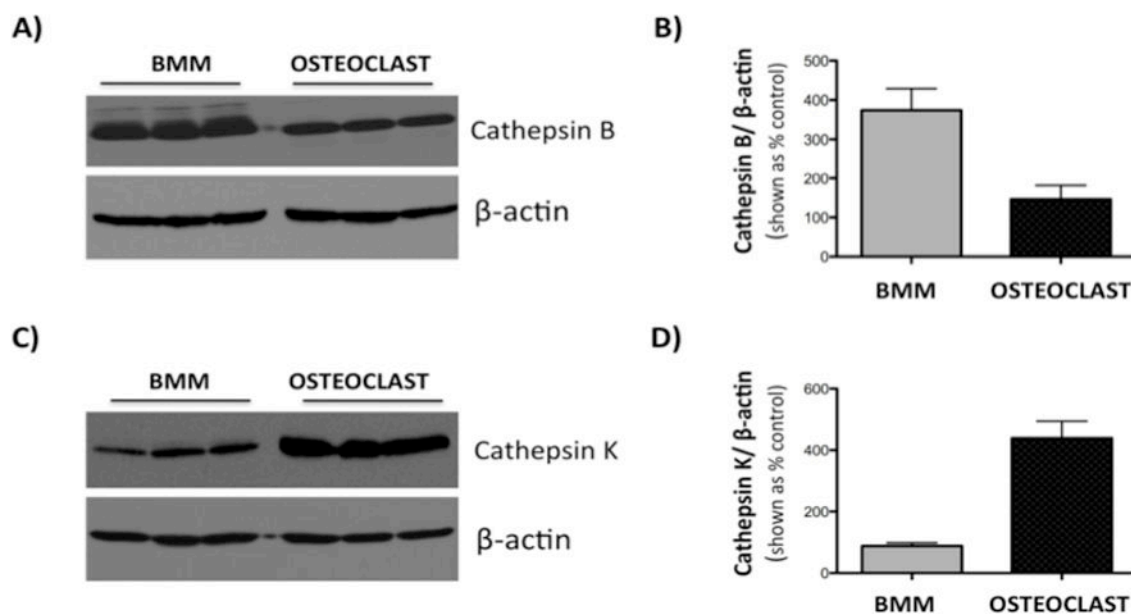 A)
BMM OSTEOCLAST
Cathepsin B
β-actin
B)
Cathepsin B/ β-actin
(shown as % control)
500
400
300
200
100
0
BMM OSTEOCLAST
C)
BMM OSTEOCLAST
Cathepsin K
β-actin
D)
Cathepsin K/ β-actin
(shown as % control)
600
400
200
0
BMM OSTEOCLAST